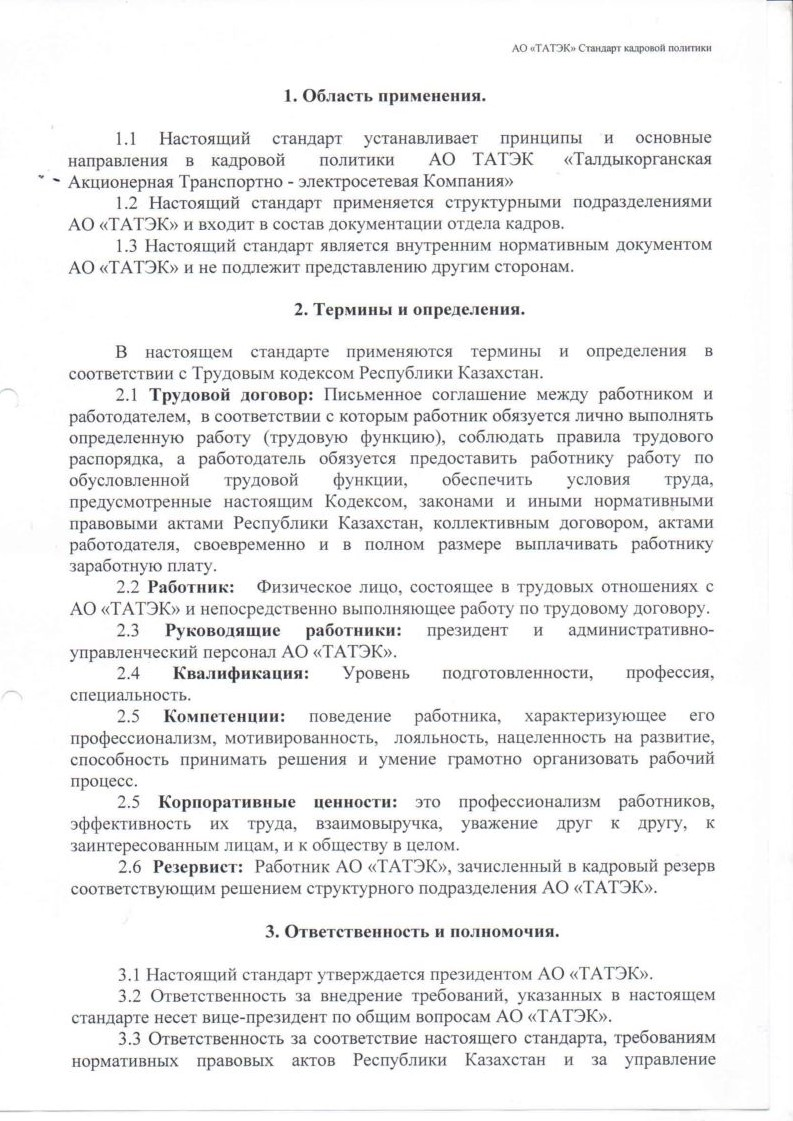 АО «ТАТЭК» Стандарт кадровой политики
1. Область применения.
1.1 Настоящий стандарт устанавливает принципы и основные
направления в кадровой политики АО ТАТЭК «Талдыкорганская
Акционерная Транспортно - электросетевая Компания»
1.2 Настоящий стандарт применяется структурными подразделениями
АО «ТАТЭК» и входит в состав документации отдела кадров.
1.3 Настоящий стандарт является внутренним нормативным документом
АО «ТАТЭК» и не подлежит представлению другим сторонам.
2. Термины и определения.
В настоящем стандарте применяются термины и определения в
соответствии с Трудовым кодексом Республики Казахстан.
2.1 Трудовой договор: Письменное соглашение между работником и
работодателем, в соответствии с которым работник обязуется лично выполнять
определенную работу (трудовую функцию), соблюдать правила трудового
распорядка, а работодатель обязуется предоставить работнику работу по
обусловленной трудовой функции, обеспечить условия труда,
предусмотренные настоящим Кодексом, законами и иными нормативными
правовыми актами Республики Казахстан, коллективным договором, актами
работодателя, своевременно и в полном размере выплачивать работнику
заработную плату.
2.2 Работник: Физическое лицо, состоящее в трудовых отношениях с
АО «ТАТЭК» и непосредственно выполняющее работу по трудовому договору.
2.3 Руководящие работники: президент и административно-
управленческий персонал АО «ТАТЭК».
2.4 Квалификация: Уровень подготовленности, профессия,
специальность.
2.5 Компетенции: поведение работника, характеризующее его
профессионализм, мотивированность, лояльность, нацеленность на развитие,
способность принимать решения и умение грамотно организовать рабочий
процесс.
2.5 Корпоративные ценности: это профессионализм работников,
эффективность их труда, взаимовыручка, уважение друг к другу, к
заинтересованным лицам, и к обществу в целом.
2.6 Резервист: Работник АО «ТАТЭК», зачисленный в кадровый резерв
соответствующим решением структурного подразделения АО «ТАТЭК».
3. Ответственность и полномочия.
3.1 Настоящий стандарт утверждается президентом АО «ТАТЭК».
3.2 Ответственность за внедрение требований, указанных в настоящем
стандарте несет вице-президент по общим вопросам АО «ТАТЭК».
3.3 Ответственность за соответствие настоящего стандарта, требованиям
нормативных правовых актов Республики Казахстан и за управление